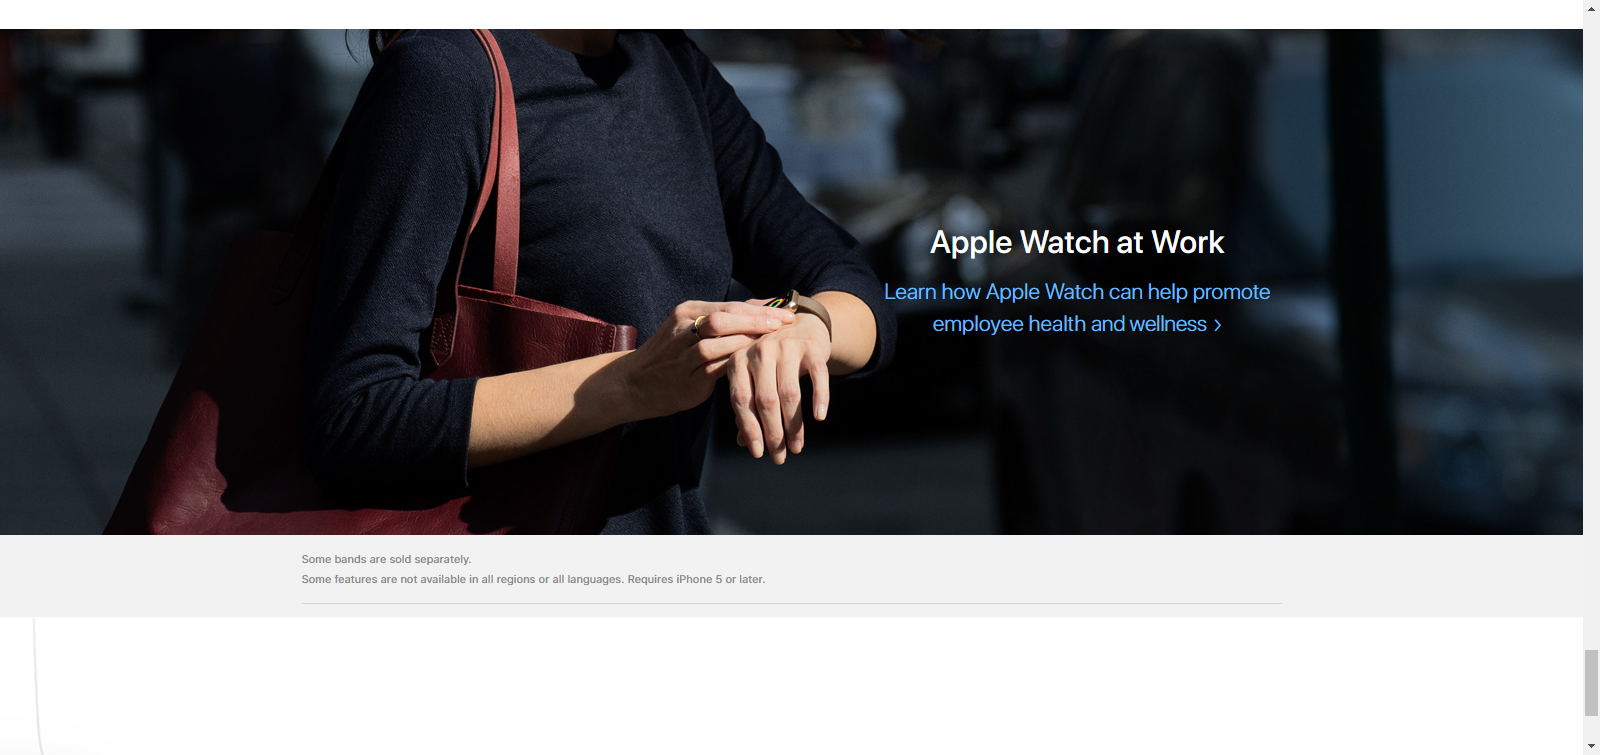 Apple Watch at Work
Learn how Apple Watch can help promote
employee health and wellness >
Some bands are sold separately.
Some features are not available in all regions or all languages. Requires iPhone 5 or later.